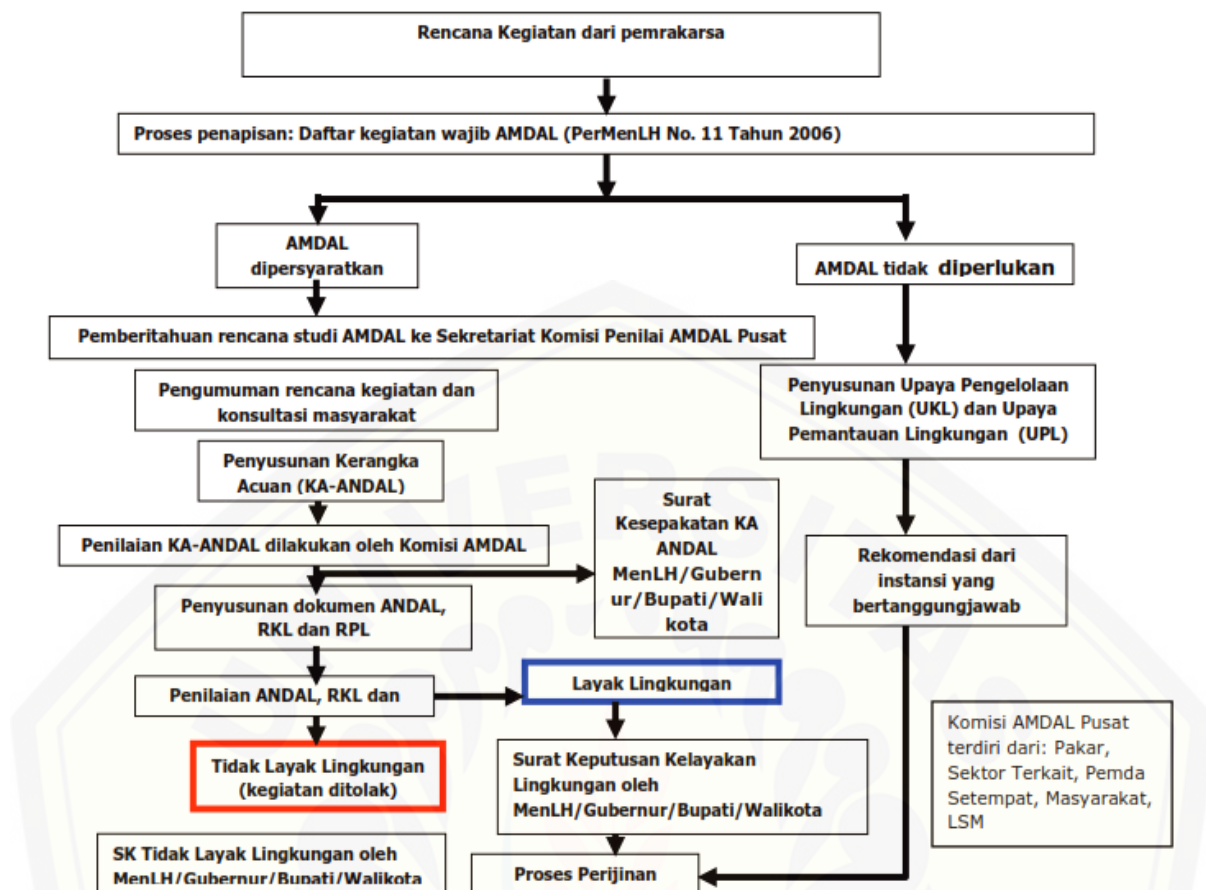 Rencana Kegiatan dari pemrakarsa
Proses penapisan: Daftar kegiatan wajib AMDAL (PerMenLH No. 11 Tahun 2006)
AMDAL
dipersyaratkan
AMDAL tidak diperlukan
Pemberitahuan rencana studi AMDAL ke Sekretariat Komisi Penilai AMDAL Pusat
Pengumuman rencana kegiatan dan
konsultasi masyarakat
Penyusunan Upaya Pengelolaan
Lingkungan (UKL) dan Upaya
Pemantauan Lingkungan (UPL)
Penyusunan Kerangka
Acuan (KA-ANDAL)
Penilaian KA-ANDAL dilakukan oleh Komisi AMDAL
Surat
Kesepakatan KA
ANDAL
MenLH/Gubern
ur/Bupati/Wali
kota
Rekomendasi dari
instansi yang
bertanggungjawab
Penyusunan dokumen ANDAL,
RKL dan RPL
Penilaian ANDAL, RKL dan
Layak Lingkungan
Tidak Layak Lingkungan
(kegiatan ditolak)
Surat Keputusan Kelayakan
Lingkungan oleh
MenLH/Gubernur/Bupati/Walikota
Komisi AMDAL Pusat
terdiri dari: Pakar,
Sektor Terkait, Pemda
Setempat, Masyarakat,
LSM
SK Tidak Layak Lingkungan oleh
MenLH/Gubernur/Bupati/Walikota
Proses Perijinan
UNIVERSITAS